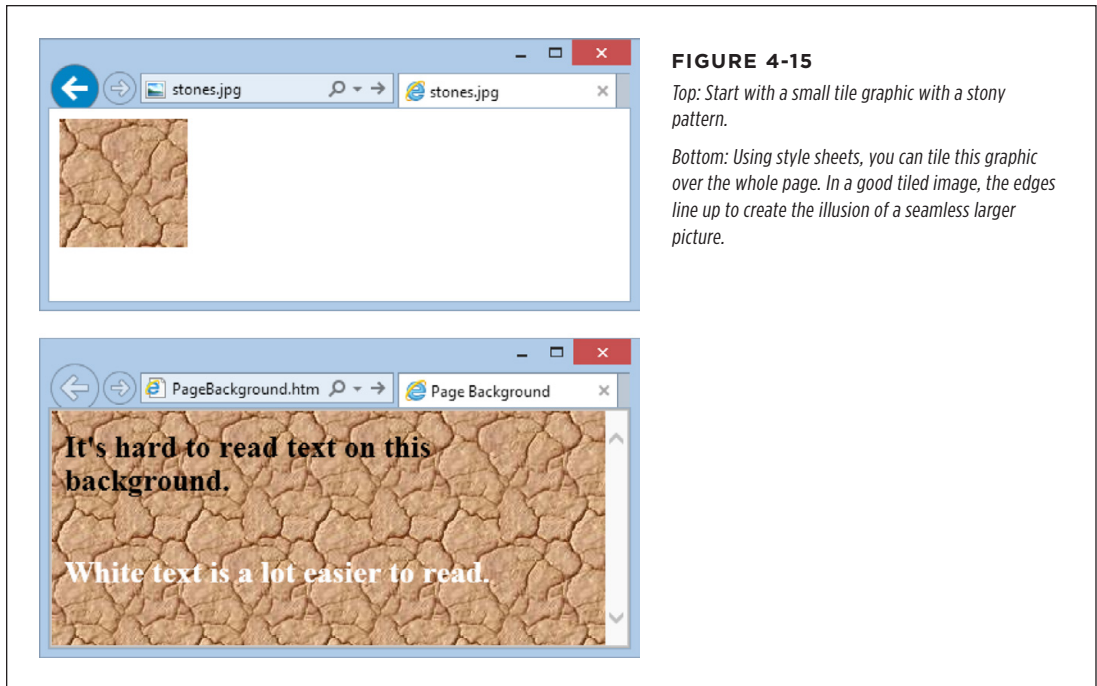 stones.jpg
stones.jpg
FIGURE 4-15
Top: Start with a small tile graphic with a stony
pattern.
Bottom: Using style sheets, you can tile this graphic
over the whole page. In a good tiled image, the edges
line up to create the illusion of a seamless larger
picture.
PageBackground.htm
Page Background
It's hard to read text on this
background.
White text is a lot easier to read.